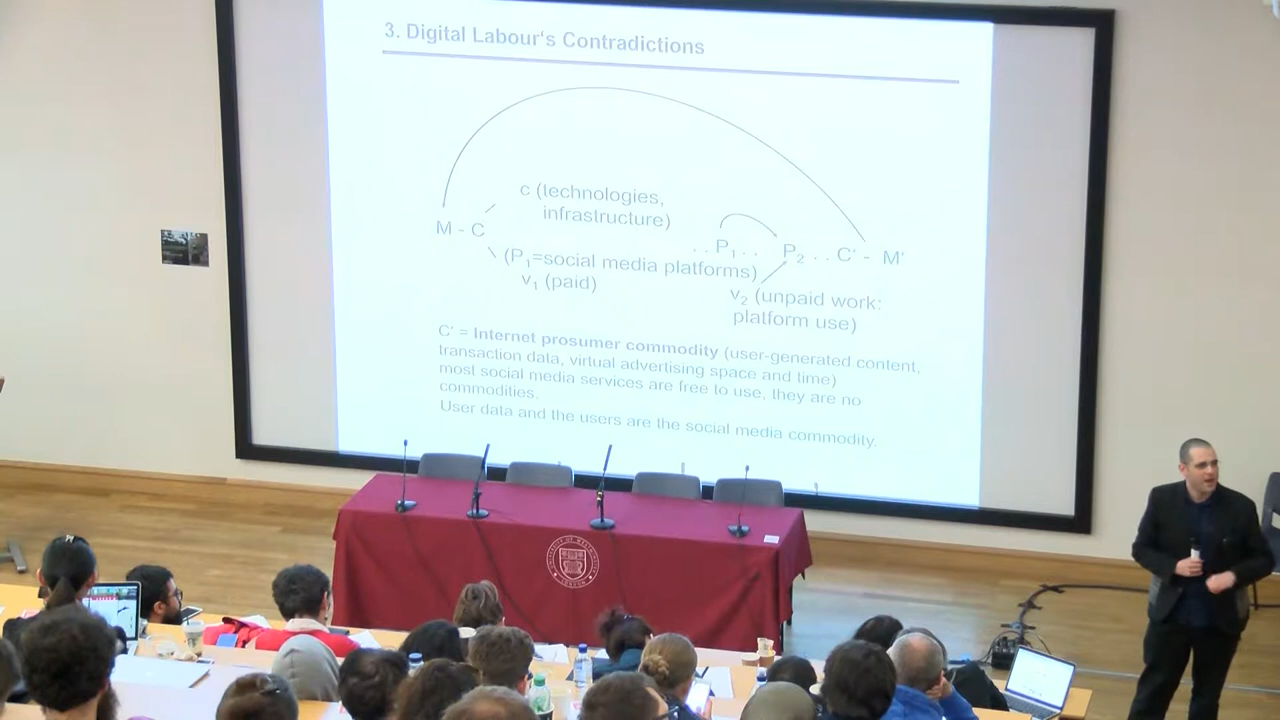 3. Digital Labour's Contradictions
c (technologies,
infrastructure)
M - C
. . P1 . . P2 . . C' - M'
(P1=social media platforms)
v1 (paid)
v2 (unpaid work:
platform use)
C' = Internet prosumer commodity (user-generated content,
transaction data, virtual advertising space and time)
most social media services are free to use, they are no
commodities.
User data and the users are the social media commodity.